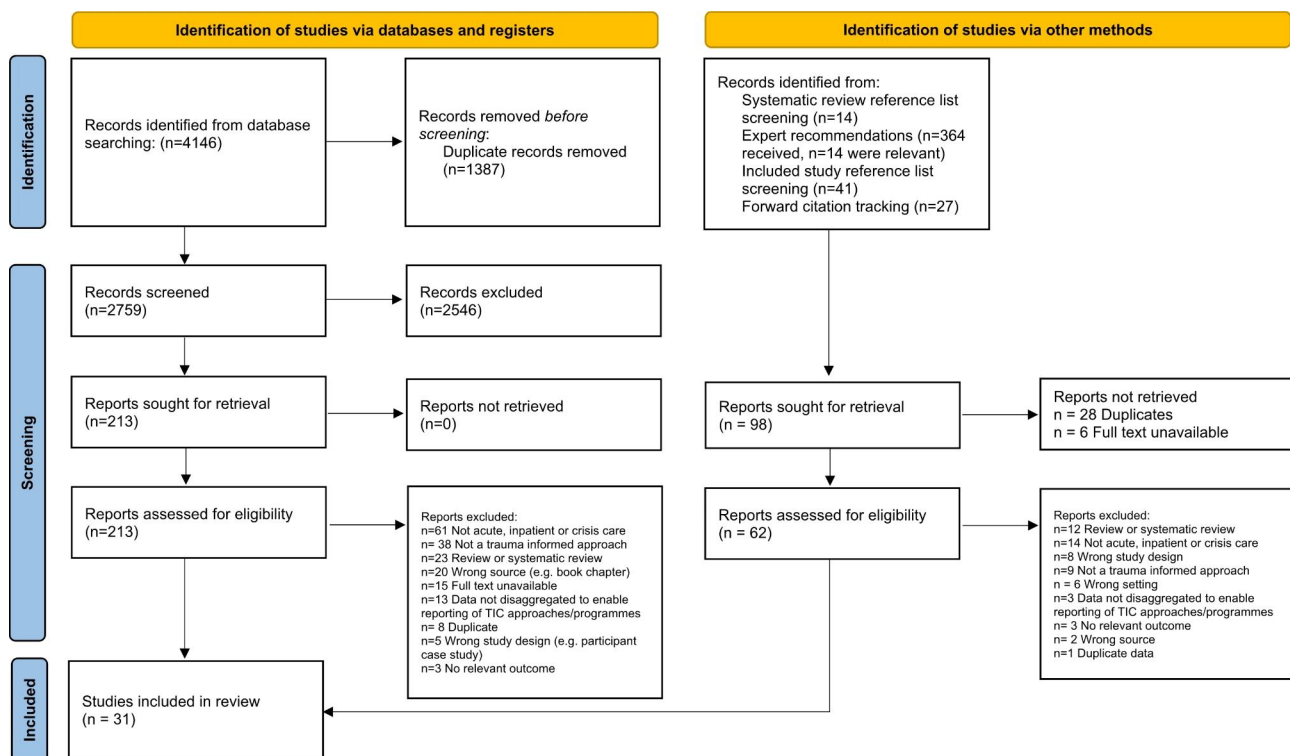 Identification of studies via databases and registers
Identification of studies via other methods
Identification
Records identified from database
searching: (n=4146)
Records removed before
screening:
Duplicate records removed
(n=1387)
Records identified from:
Systematic review reference list
screening (n=14)
Expert recommendations (n=364
received, n=14 were relevant)
Included study reference list
screening (n=41)
Forward citation tracking (n=27)
Screening
Records screened
(n=2759)
Records excluded
(n=2546)
Reports sought for retrieval
(n=213)
Reports not retrieved
(n=0)
Reports sought for retrieval
(n = 98)
Reports not retrieved
n = 28 Duplicates
n = 6 Full text unavailable
Reports assessed for eligibility
(n=213)
Reports excluded:
n=61 Not acute, inpatient or crisis care
n= 38 Not a trauma informed approach
n=23 Review or systematic review
n=20 Wrong source (e.g. book chapter)
n=15 Full text unavailable
n=13 Data not disaggregated to enable
reporting of TIC approaches/programmes
n= 8 Duplicate
n=5 Wrong study design (e.g. participant
case study)
n=3 No relevant outcome
Reports assessed for eligibility
(n = 62)
Reports excluded:
n=12 Review or systematic review
n=14 Not acute, inpatient or crisis care
n=8 Wrong study design
n=9 Not a trauma informed approach
n = 6 Wrong setting
n=3 Data not disaggregated to enable
reporting of TIC approaches/programmes
n= 3 No relevant outcome
n= 2 Wrong source
n=1 Duplicate data
Included
Studies included in review
(n = 31)